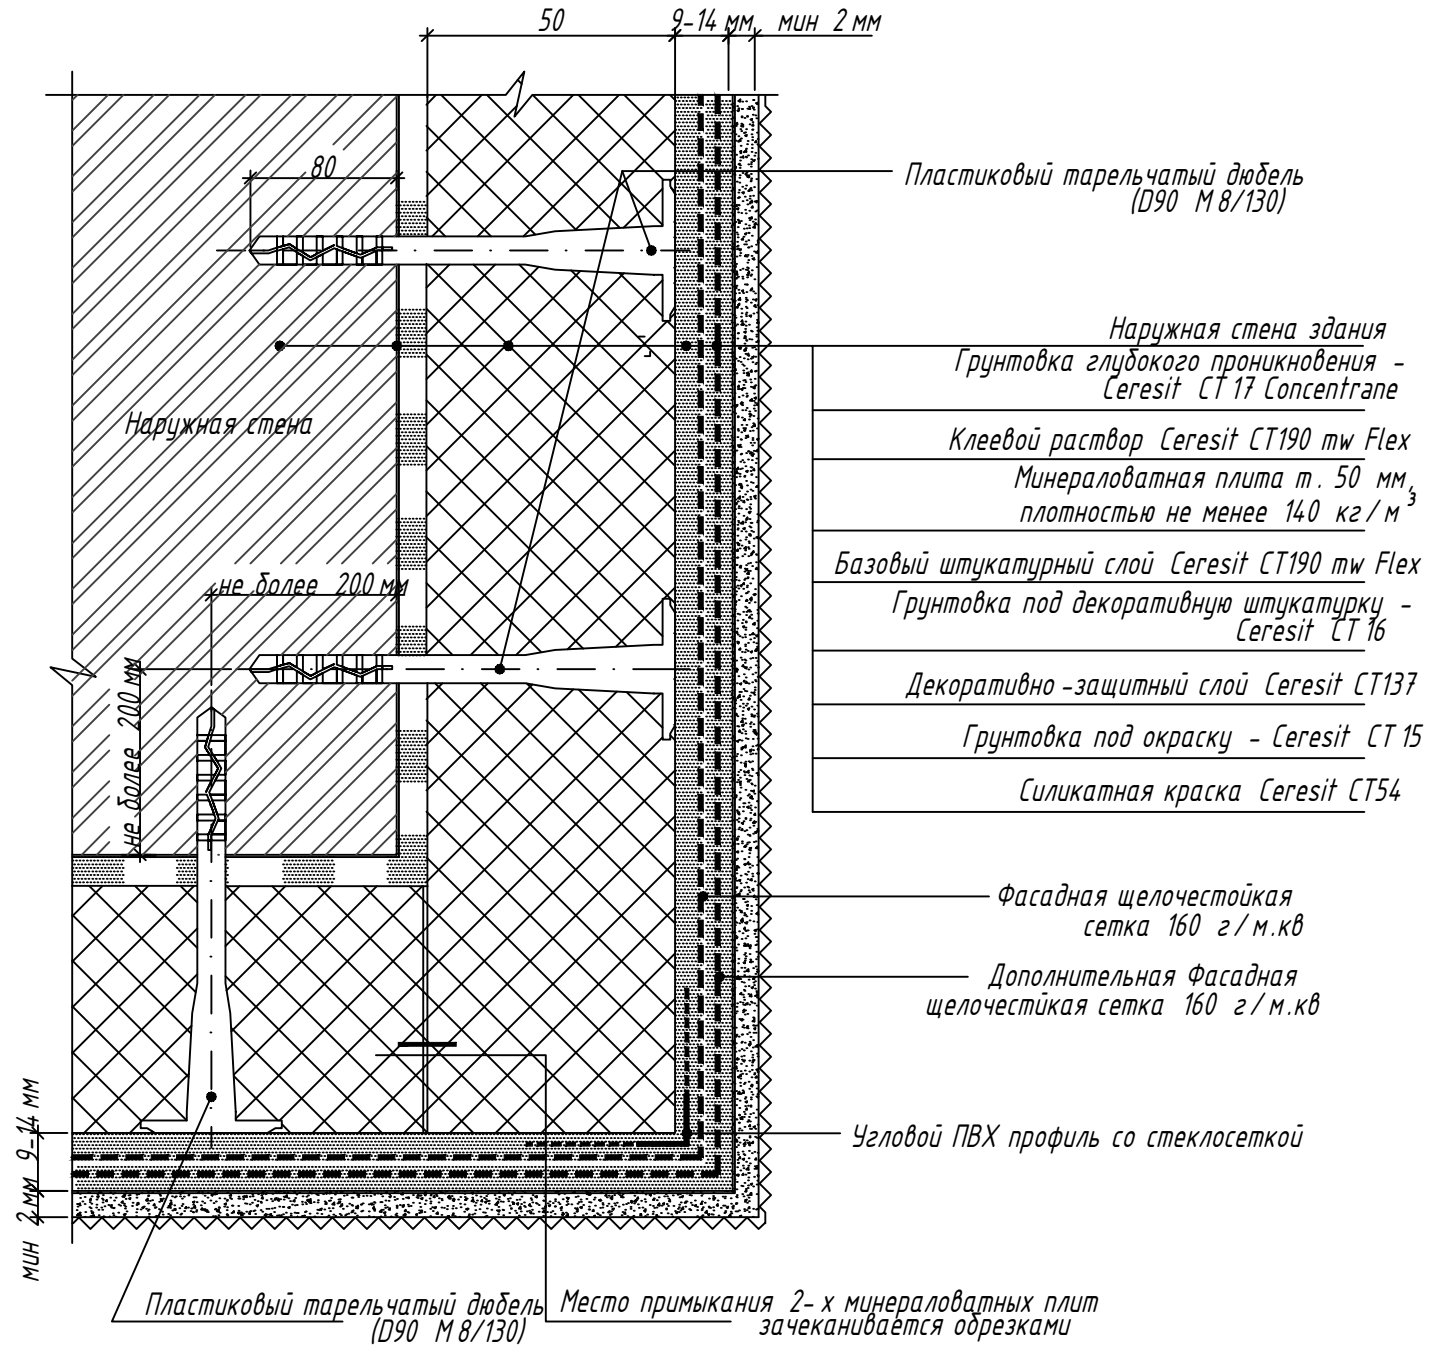 50
9-14 мм
мин 2 мм
80
Пластиковый тарельчатый дюбель
(D90 М 8/130)
Наружная стена здания
Грунтовка глубокого проникновения -
Ceresit CT 17 Concentrane
Клеевой раствор Ceresit CT190 mw Flex
Минераловатная плита т. 50 мм,
плотностью не менее 140 кг/м³
Базовый штукатурный слой Ceresit CT190 mw Flex
Грунтовка под декоративную штукатурку -
Ceresit CT 16
Декоративно-защитный слой Ceresit CT137
Грунтовка под окраску - Ceresit CT 15
Силикатная краска Ceresit CT54
Наружная стена
не более 200 мм
не более 200 мм
Фасадная щелочестойкая
сетка 160 г/м.кв
Дополнительная Фасадная
щелочестйкая сетка 160 г/м.кв
Угловой ПВХ профиль со стеклосеткой
9-14 мм
мин 2 мм
Пластиковый тарельчатый дюбель
(D90 М 8/130)
Место примыкания 2-х минераловатных плит
зачеканивается обрезками